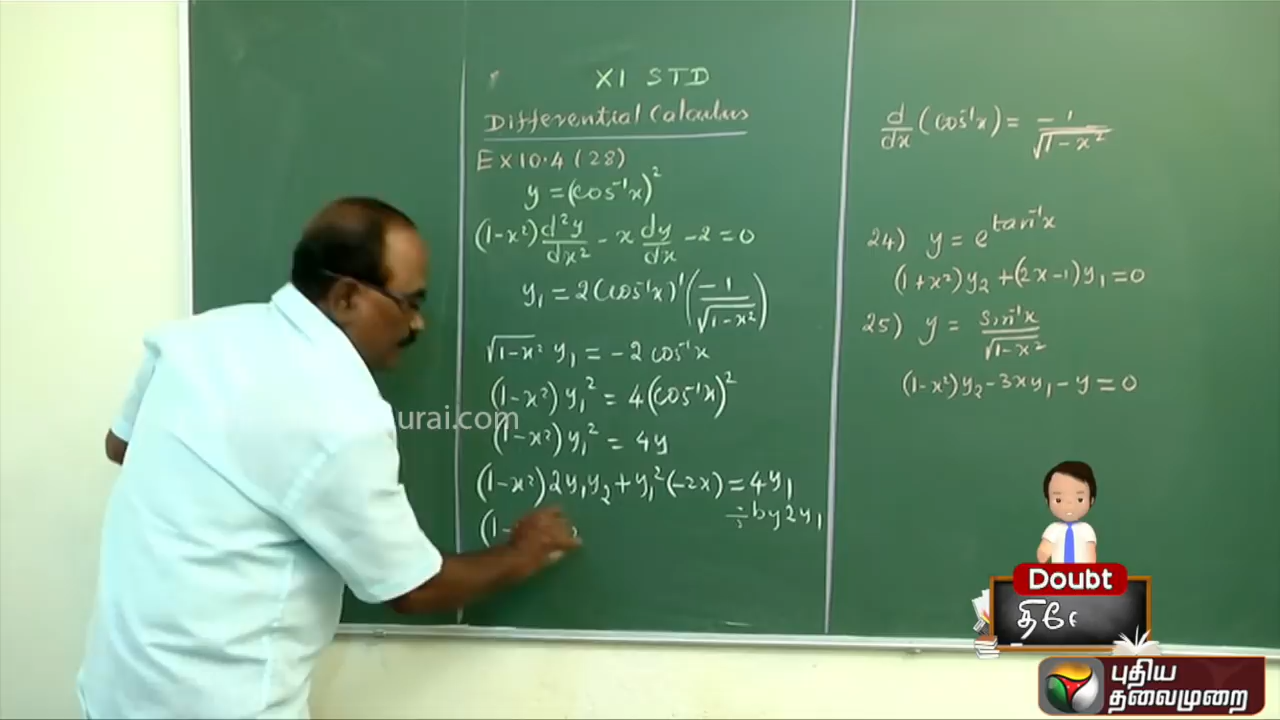 XI STD
Differential Calculus
EX 10.4 (28)
y = (cos⁻¹x)²
(1-x²) d²y/dx² - x dy/dx - 2 = 0
y₁ = 2(cos⁻¹x)¹ (-1/√(1-x²))
√(1-x²) y₁ = -2 cos⁻¹x
(1-x²) y₁² = 4(cos⁻¹x)²
(1-x²) y₁² = 4y
(1-x²) 2y₁y₂ + y₁²(-2x) = 4y₁
÷ by 2y₁
(1-
d/dx (cos⁻¹x) = -1/√(1-x²)
24) y = e^tan⁻¹x
(1+x²)y₂ + (2x-1)y₁ = 0
25) y = sin⁻¹x/√(1-x²)
(1-x²)y₂ - 3xy₁ - y = 0
urai.com
Doubt
புதிய
தலைமுறை